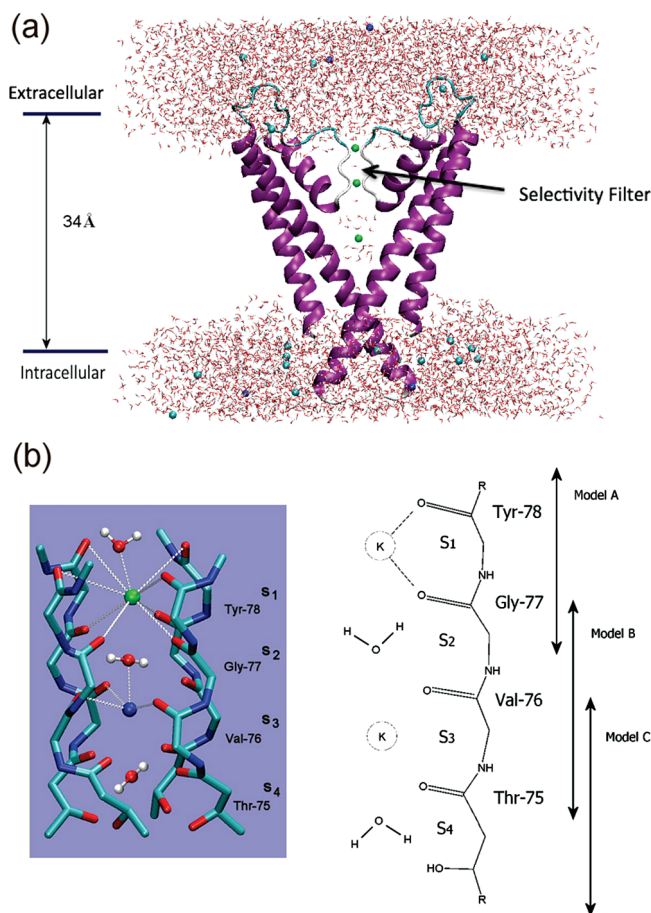 (a)
Extracellular
34Å
Selectivity Filter
Intracellular
(b)
S1
Tyr-78
S2
Gly-77
S3
Val-76
S4
Thr-75
R
Model A
O
Tyr-78
K
S1
NH
O
Gly-77
H H
O
S2
Model B
NH
Val-76
O
K
S3
Model C
NH
O
Thr-75
O
H H
S4
HO
R